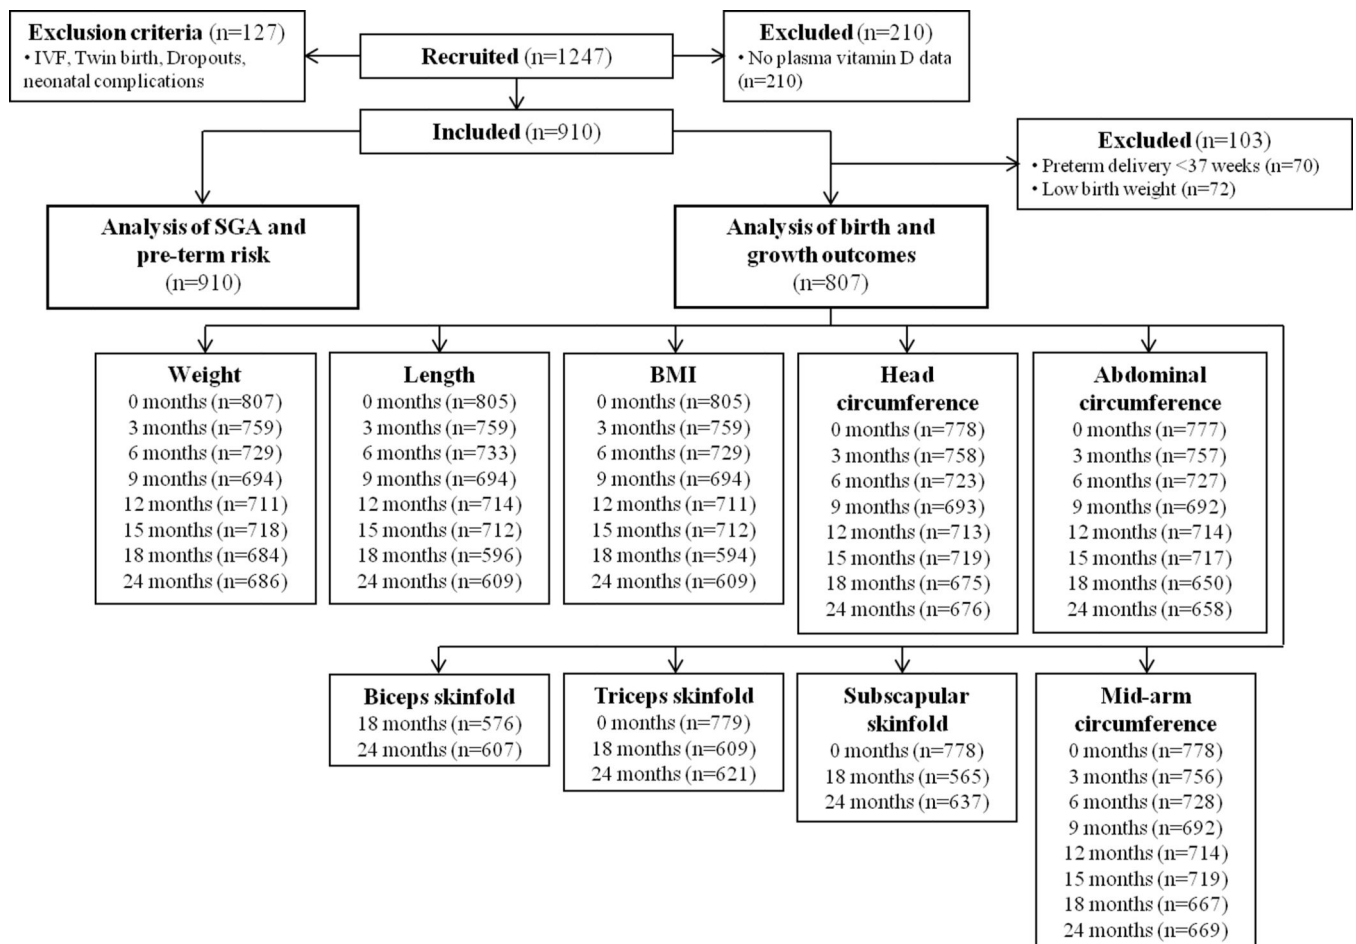 Exclusion criteria (n=127)
• IVF, Twin birth, Dropouts,
neonatal complications
Recruited (n=1247)
Excluded (n=210)
• No plasma vitamin D data
(n=210)
Included (n=910)
Excluded (n=103)
• Preterm delivery <37 weeks (n=70)
• Low birth weight (n=72)
Analysis of SGA and
pre-term risk
(n=910)
Analysis of birth and
growth outcomes
(n=807)
Weight
0 months (n=807)
3 months (n=759)
6 months (n=729)
9 months (n=694)
12 months (n=711)
15 months (n=718)
18 months (n=684)
24 months (n=686)
Length
0 months (n=805)
3 months (n=759)
6 months (n=733)
9 months (n=694)
12 months (n=714)
15 months (n=712)
18 months (n=596)
24 months (n=609)
BMI
0 months (n=805)
3 months (n=759)
6 months (n=729)
9 months (n=694)
12 months (n=711)
15 months (n=712)
18 months (n=594)
24 months (n=609)
Head
circumference
0 months (n=778)
3 months (n=758)
6 months (n=723)
9 months (n=693)
12 months (n=713)
15 months (n=719)
18 months (n=675)
24 months (n=676)
Abdominal
circumference
0 months (n=777)
3 months (n=757)
6 months (n=727)
9 months (n=692)
12 months (n=714)
15 months (n=717)
18 months (n=650)
24 months (n=658)
Biceps skinfold
18 months (n=576)
24 months (n=607)
Triceps skinfold
0 months (n=779)
18 months (n=609)
24 months (n=621)
Subscapular
skinfold
0 months (n=778)
18 months (n=565)
24 months (n=637)
Mid-arm
circumference
0 months (n=778)
3 months (n=756)
6 months (n=728)
9 months (n=692)
12 months (n=714)
15 months (n=719)
18 months (n=667)
24 months (n=669)